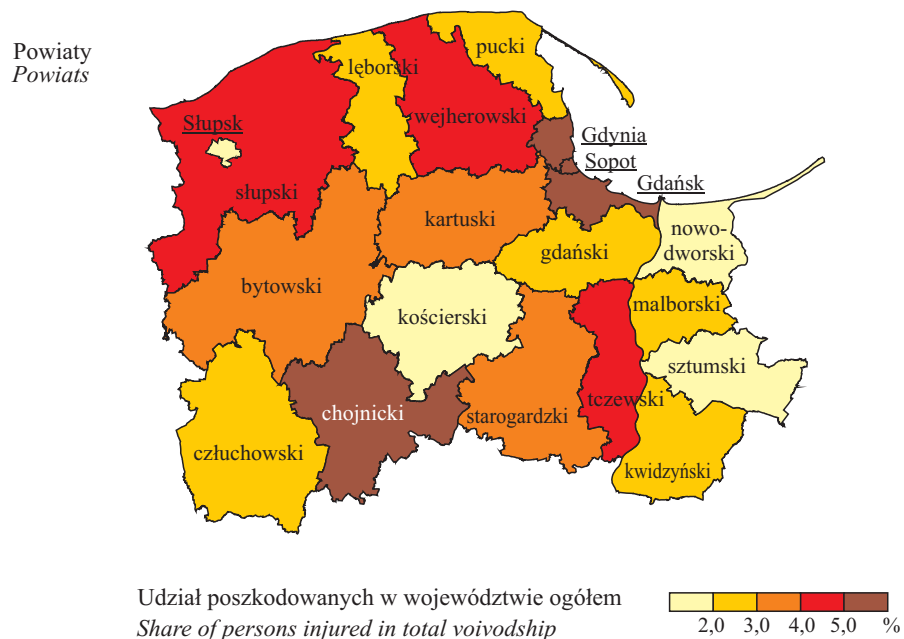 Powiaty
Powiats
pucki
lęborski
wejherowski
Słupsk
Gdynia
Sopot
Gdańsk
słupski
kartuski
nowo-
dworski
gdański
bytowski
malborski
kościerski
sztumski
chojnicki
tczewski
starogardzki
człuchowski
kwidzyński
Udział poszkodowanych w województwie ogółem
Share of persons injured in total voivodship
2,0 3,0 4,0 5,0 %